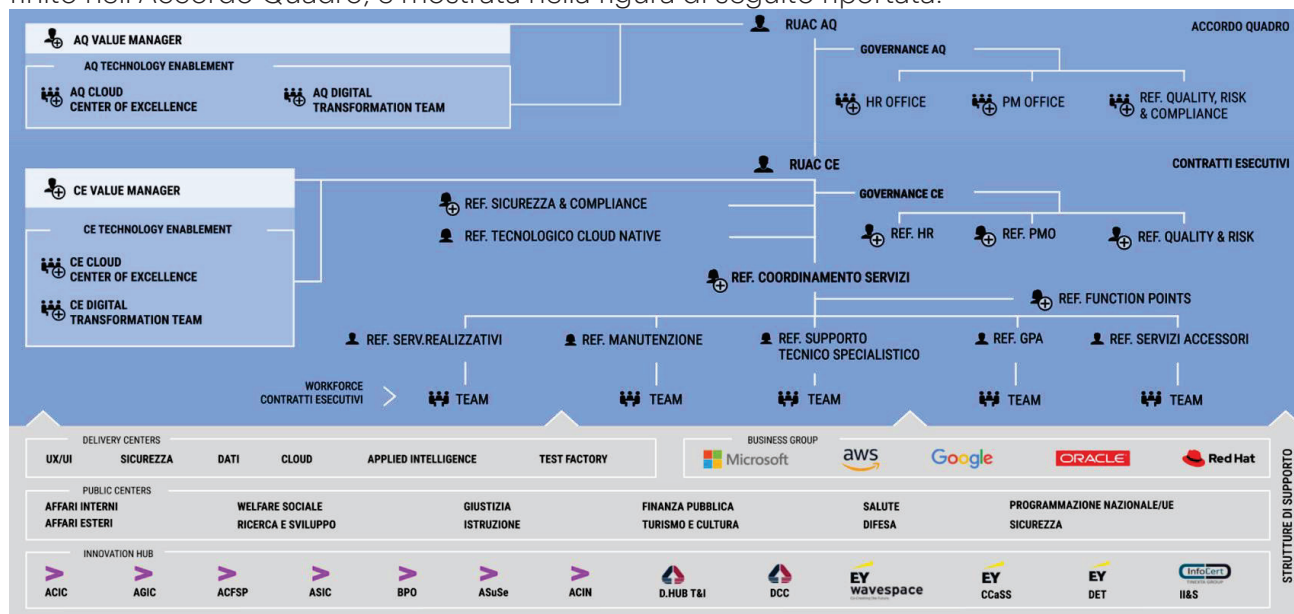 finito nell'Accordo Quadro, è mostrata nella figura di seguito riportata:
RUAC AQ
ACCORDO QUADRO
AQ VALUE MANAGER
AQ TECHNOLOGY ENABLEMENT
AQ CLOUD
CENTER OF EXCELLENCE
AQ DIGITAL
TRANSFORMATION TEAM
GOVERNANCE AQ
HR OFFICE
PM OFFICE
REF. QUALITY, RISK
& COMPLIANCE
RUAC CE
CONTRATTI ESECUTIVI
CE VALUE MANAGER
CE TECHNOLOGY ENABLEMENT
CE CLOUD
CENTER OF EXCELLENCE
CE DIGITAL
TRANSFORMATION TEAM
REF. SICUREZZA & COMPLIANCE
REF. TECNOLOGICO CLOUD NATIVE
GOVERNANCE CE
REF. HR
REF. PMO
REF. QUALITY & RISK
REF. COORDINAMENTO SERVIZI
REF. FUNCTION POINTS
REF. SERV.REALIZZATIVI
REF. MANUTENZIONE
REF. SUPPORTO
TECNICO SPECIALISTICO
REF. GPA
REF. SERVIZI ACCESSORI
WORKFORCE
CONTRATTI ESECUTIVI
TEAM
TEAM
TEAM
TEAM
TEAM
STRUTTURE DI SUPPORTO
DELIVERY CENTERS
UX/UI SICUREZZA DATI CLOUD APPLIED INTELLIGENCE TEST FACTORY
BUSINESS GROUP
Microsoft aws Google ORACLE Red Hat
PUBLIC CENTERS
AFFARI INTERNI WELFARE SOCIALE GIUSTIZIA FINANZA PUBBLICA SALUTE PROGRAMMAZIONE NAZIONALE/UE
AFFARI ESTERI RICERCA E SVILUPPO ISTRUZIONE TURISMO E CULTURA DIFESA SICUREZZA
INNOVATION HUB
EY
wavespace
EY
EY
InfoCert
ACIC AGIC ACFSP ASIC BPO ASuSe ACIN D.HUB T&I DCC CCaSS DET II&S